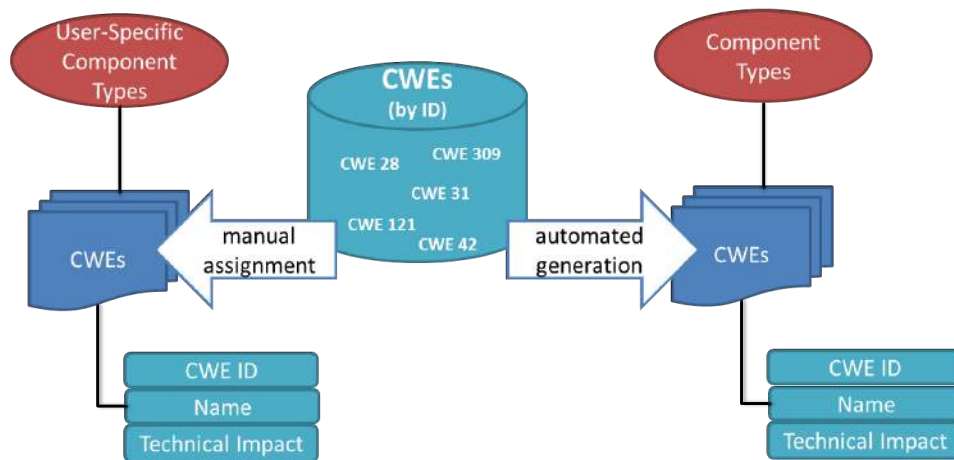 User-Specific
Component
Types
CWEs
(by ID)
CWE 28
CWE 309
CWE 31
CWE 121
CWE 42
Component
Types
CWEs
manual
assignment
automated
generation
CWEs
CWE ID
Name
Technical Impact
CWE ID
Name
Technical Impact